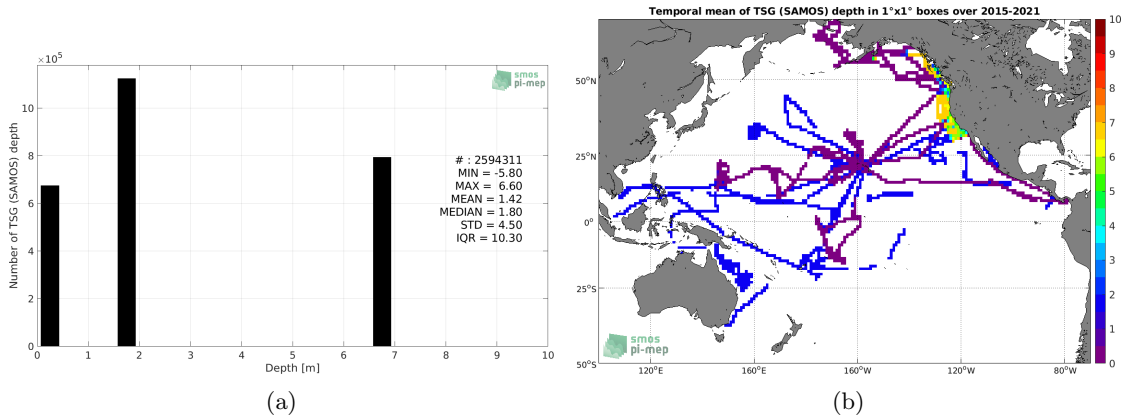 ×10⁵
10
8
6
4
2
0
Number of TSG (SAMOS) depth
0 1 2 3 4 5 6 7 8 9 10
Depth [m]
smos
pi-mep
# : 2594311
MIN = -5.80
MAX = 6.60
MEAN = 1.42
MEDIAN = 1.80
STD = 4.50
IQR = 10.30
(a)
Temporal mean of TSG (SAMOS) depth in 1°x1° boxes over 2015-2021
50°N
25°N
0°
25°S
50°S
120°E 160°E 160°W 120°W 80°W
smos
pi-mep
10
9
8
7
6
5
4
3
2
1
0
(b)